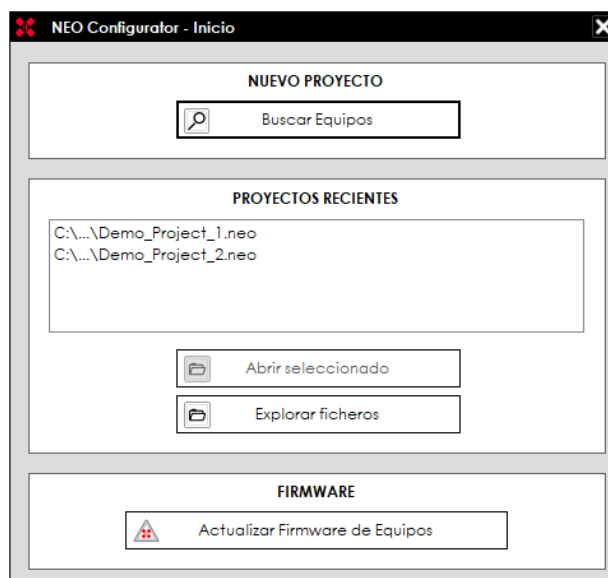 NEO Configurator - Inicio
NUEVO PROYECTO
Buscar Equipos
PROYECTOS RECIENTES
C:\...\Demo_Project_1.neo
C:\...\Demo_Project_2.neo
Abrir seleccionado
Explorar ficheros
FIRMWARE
Actualizar Firmware de Equipos